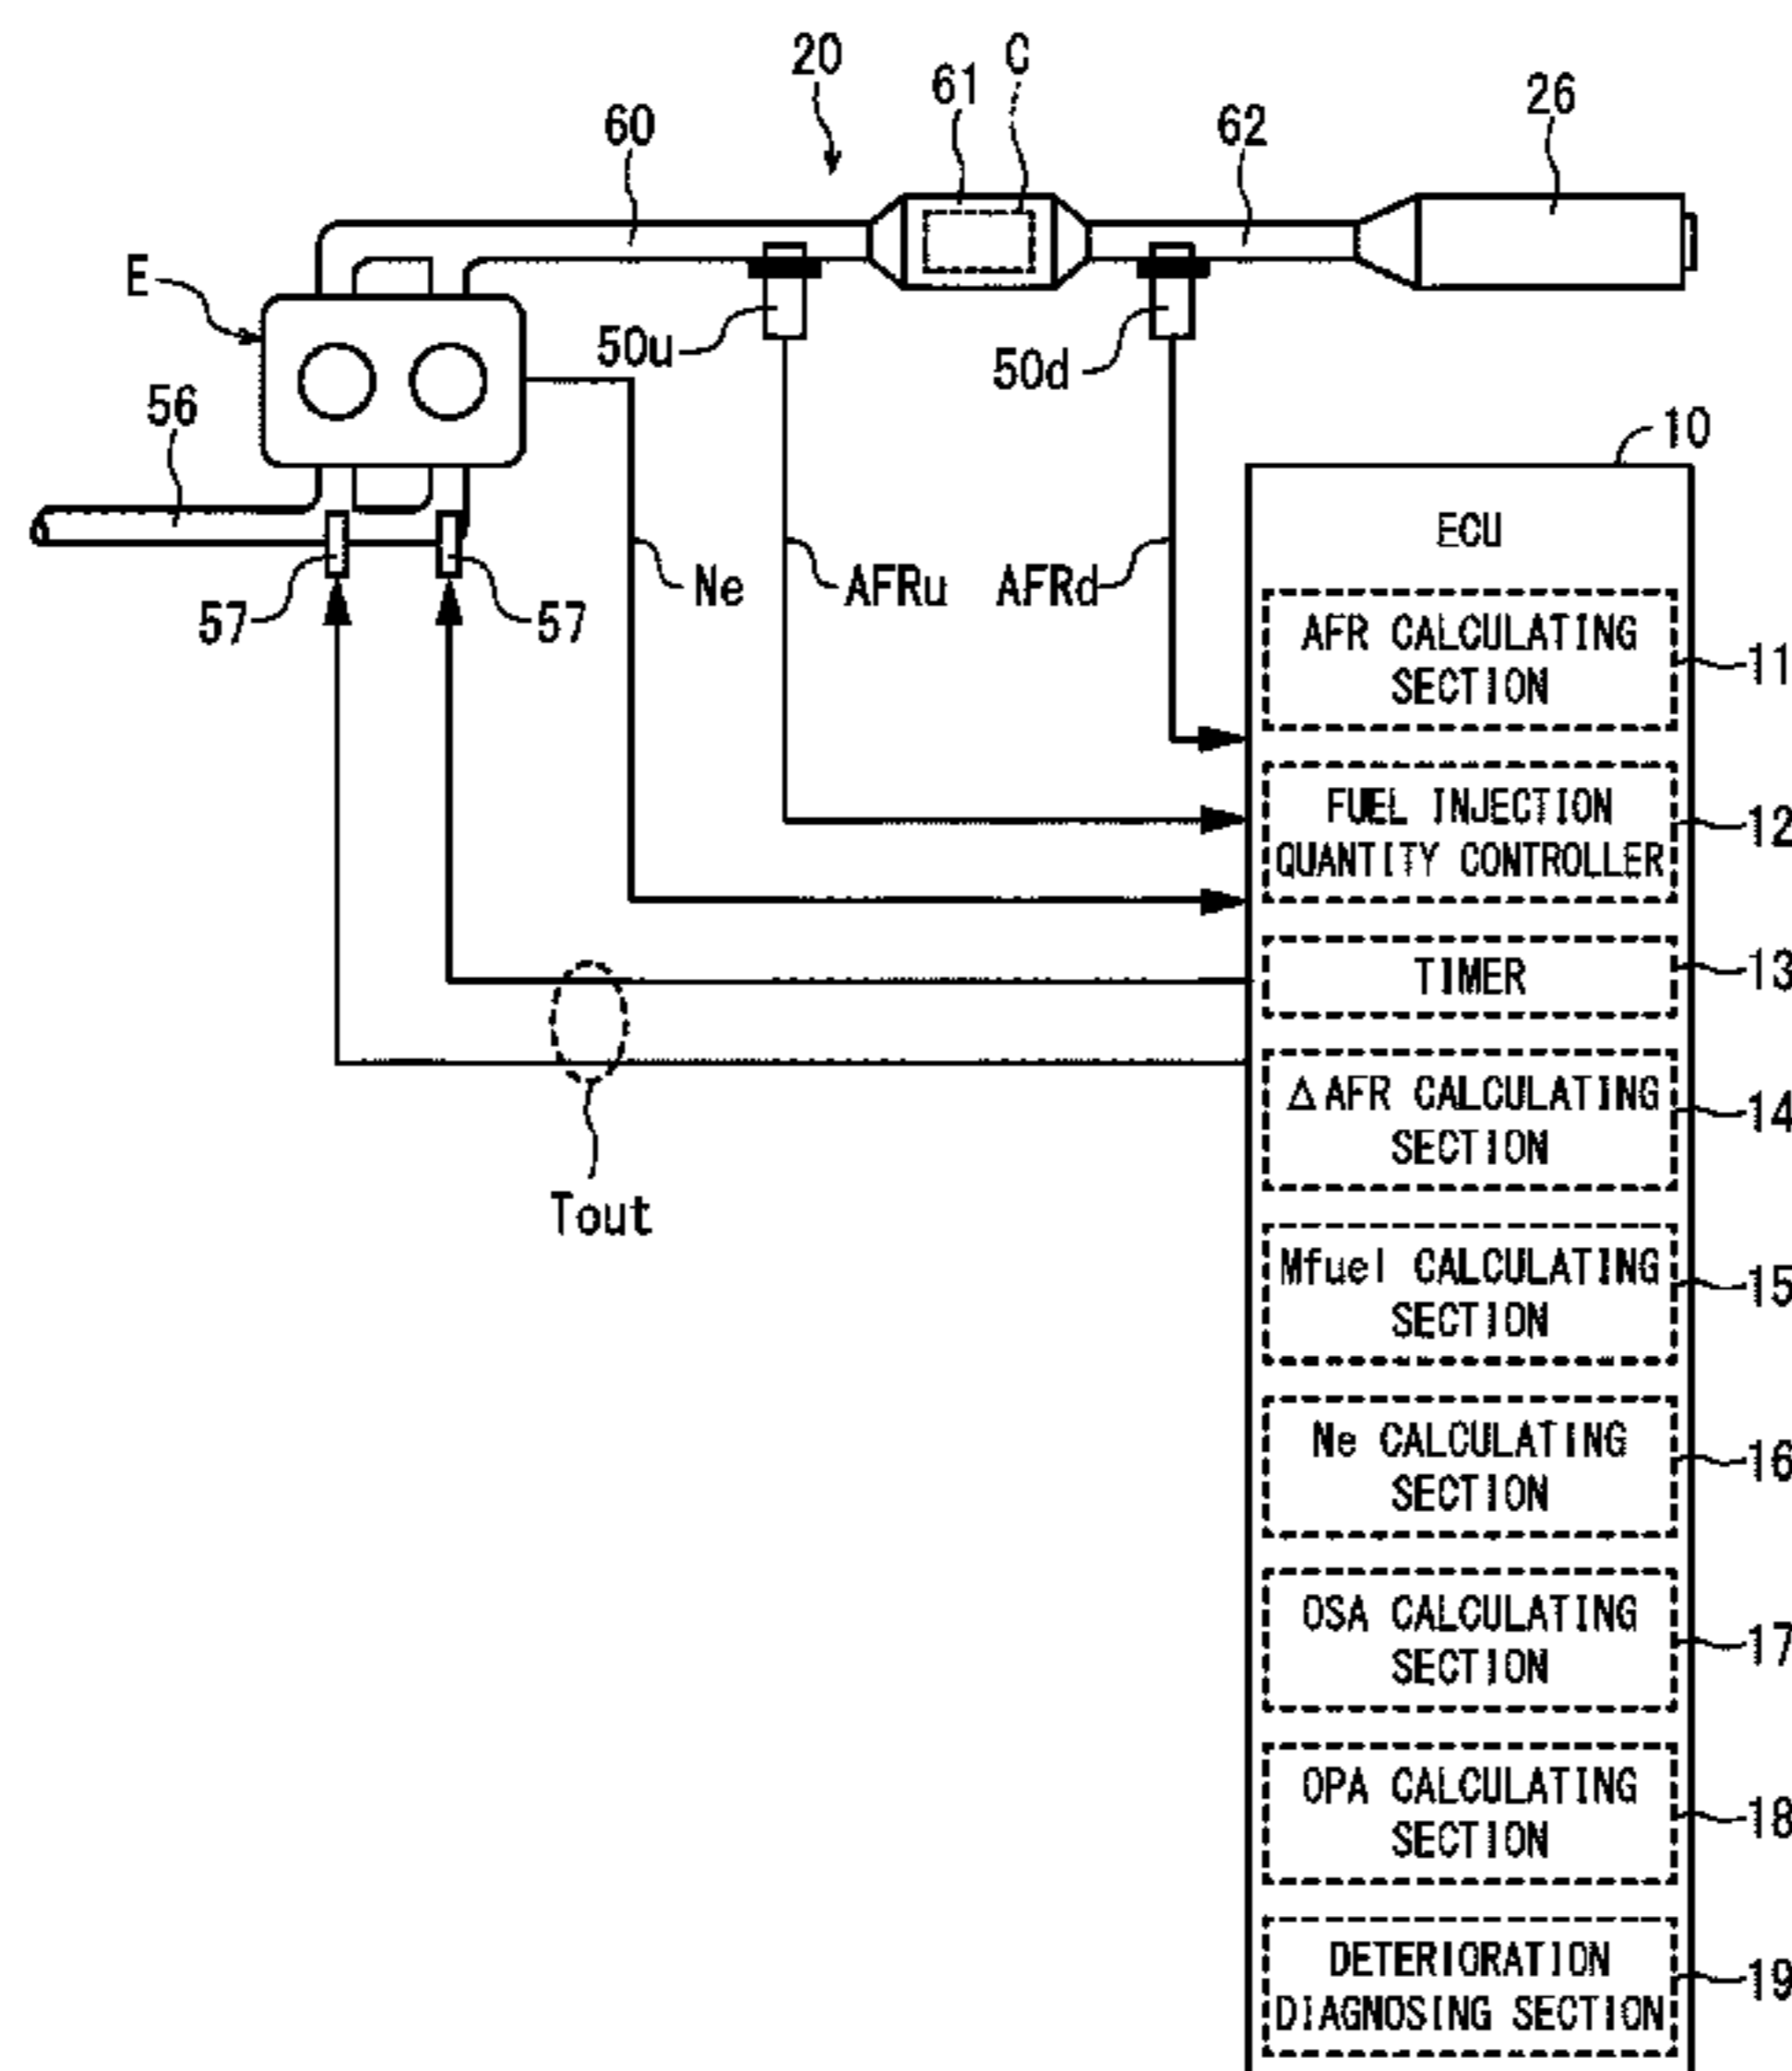 20
C
61
26
60
62
E
50u
50d
56
10
ECU
57
57
Ne
AFRu
AFRd
AFR CALCULATING
SECTION
11
FUEL INJECTION
QUANTITY CONTROLLER
12
TIMER
13
Δ AFR CALCULATING
SECTION
14
Tout
Mfuel CALCULATING
SECTION
15
Ne CALCULATING
SECTION
16
OSA CALCULATING
SECTION
17
OPA CALCULATING
SECTION
18
DETERIORATION
DIAGNOSING SECTION
19